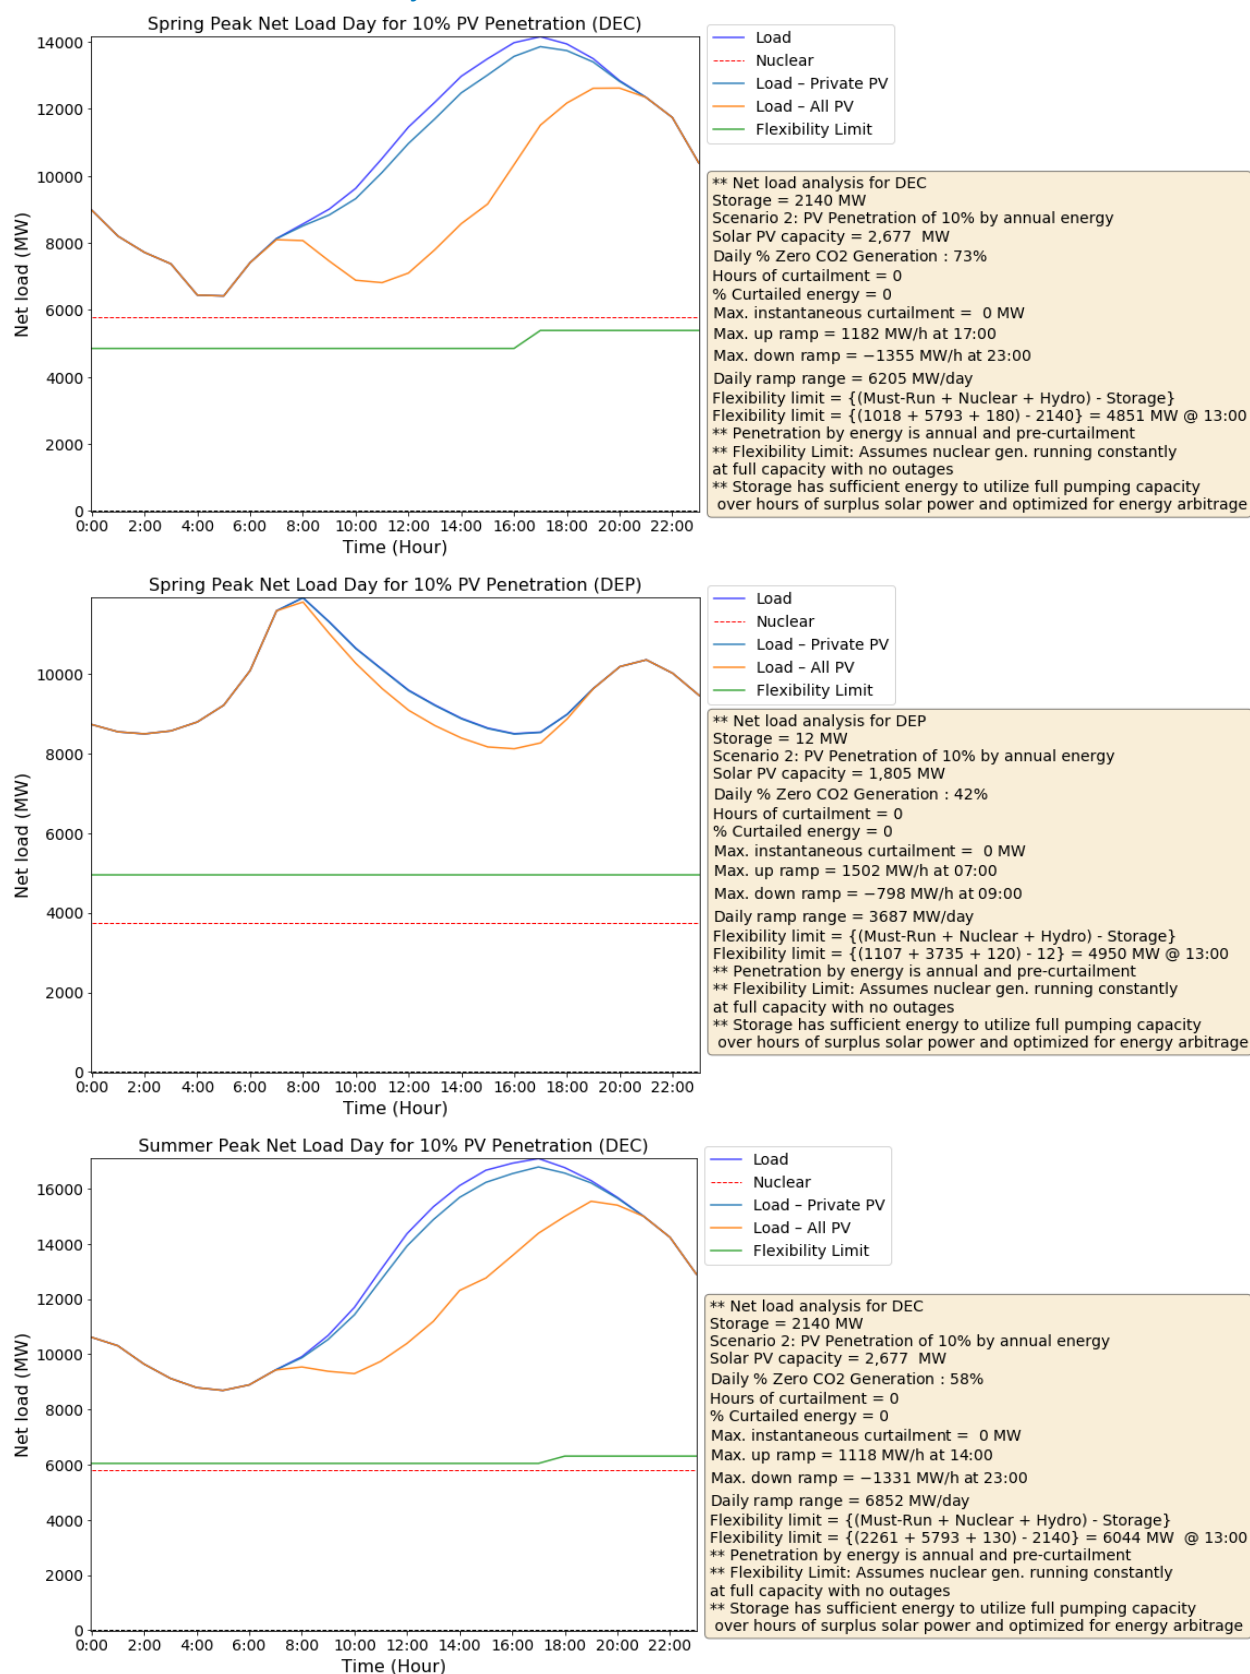 Spring Peak Net Load Day for 10% PV Penetration (DEC)
14000
12000
10000
8000
6000
4000
2000
0
Net load (MW)
0:00 2:00 4:00 6:00 8:00 10:00 12:00 14:00 16:00 18:00 20:00 22:00
Time (Hour)
Load
Nuclear
Load – Private PV
Load – All PV
Flexibility Limit
** Net load analysis for DEC
Storage = 2140 MW
Scenario 2: PV Penetration of 10% by annual energy
Solar PV capacity = 2,677 MW
Daily % Zero CO2 Generation : 73%
Hours of curtailment = 0
% Curtailed energy = 0
Max. instantaneous curtailment = 0 MW
Max. up ramp = 1182 MW/h at 17:00
Max. down ramp = −1355 MW/h at 23:00
Daily ramp range = 6205 MW/day
Flexibility limit = {(Must-Run + Nuclear + Hydro) - Storage}
Flexibility limit = {(1018 + 5793 + 180) - 2140} = 4851 MW @ 13:00
** Penetration by energy is annual and pre-curtailment
** Flexibility Limit: Assumes nuclear gen. running constantly
at full capacity with no outages
** Storage has sufficient energy to utilize full pumping capacity
over hours of surplus solar power and optimized for energy arbitrage
Spring Peak Net Load Day for 10% PV Penetration (DEP)
10000
8000
6000
4000
2000
0
Net load (MW)
0:00 2:00 4:00 6:00 8:00 10:00 12:00 14:00 16:00 18:00 20:00 22:00
Time (Hour)
Load
Nuclear
Load – Private PV
Load – All PV
Flexibility Limit
** Net load analysis for DEP
Storage = 12 MW
Scenario 2: PV Penetration of 10% by annual energy
Solar PV capacity = 1,805 MW
Daily % Zero CO2 Generation : 42%
Hours of curtailment = 0
% Curtailed energy = 0
Max. instantaneous curtailment = 0 MW
Max. up ramp = 1502 MW/h at 07:00
Max. down ramp = −798 MW/h at 09:00
Daily ramp range = 3687 MW/day
Flexibility limit = {(Must-Run + Nuclear + Hydro) - Storage}
Flexibility limit = {(1107 + 3735 + 120) - 12} = 4950 MW @ 13:00
** Penetration by energy is annual and pre-curtailment
** Flexibility Limit: Assumes nuclear gen. running constantly
at full capacity with no outages
** Storage has sufficient energy to utilize full pumping capacity
over hours of surplus solar power and optimized for energy arbitrage
Summer Peak Net Load Day for 10% PV Penetration (DEC)
16000
14000
12000
10000
8000
6000
4000
2000
0
Net load (MW)
0:00 2:00 4:00 6:00 8:00 10:00 12:00 14:00 16:00 18:00 20:00 22:00
Time (Hour)
Load
Nuclear
Load – Private PV
Load – All PV
Flexibility Limit
** Net load analysis for DEC
Storage = 2140 MW
Scenario 2: PV Penetration of 10% by annual energy
Solar PV capacity = 2,677 MW
Daily % Zero CO2 Generation : 58%
Hours of curtailment = 0
% Curtailed energy = 0
Max. instantaneous curtailment = 0 MW
Max. up ramp = 1118 MW/h at 14:00
Max. down ramp = −1331 MW/h at 23:00
Daily ramp range = 6852 MW/day
Flexibility limit = {(Must-Run + Nuclear + Hydro) - Storage}
Flexibility limit = {(2261 + 5793 + 130) - 2140} = 6044 MW @ 13:00
** Penetration by energy is annual and pre-curtailment
** Flexibility Limit: Assumes nuclear gen. running constantly
at full capacity with no outages
** Storage has sufficient energy to utilize full pumping capacity
over hours of surplus solar power and optimized for energy arbitrage